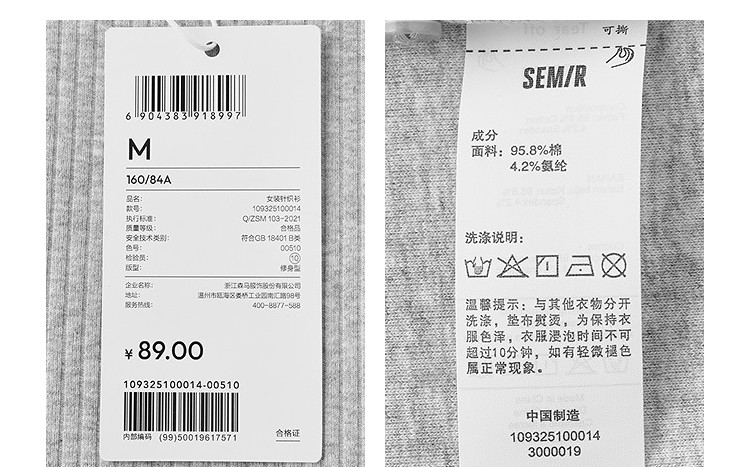 6 904383 918997
M
160/84A
品名: 女装针织衫
款号: 109325100014
执行标准: Q/ZSM 103-2021
质量等级: 合格品
安全技术类别: 符合GB 18401 B类
色号: 00510
检验员: 10
版型: 修身型
企业名称: 浙江森马服饰股份有限公司
地址: 温州市瓯海区娄桥工业园南汇路98号
服务热线: 400-8877-588
¥ 89.00
109325100014-00510
内部编码 (99)50019617571
合格证
可撕
Tear off
SEMIR
成分
面料: 95.8%棉
4.2%氨纶
洗涤说明:
温馨提示: 与其他衣物分开
洗涤, 垫布熨烫, 为保持衣
服色泽, 衣服浸泡时间不可
超过10分钟, 如有轻微褪色
属正常现象。
中国制造
109325100014
3000019